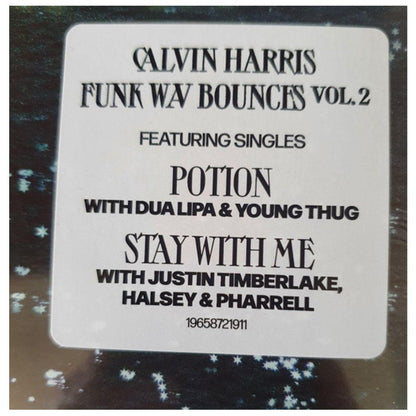 CALVIN HARRIS
FUNK WAV BOUNCES VOL. 2
FEATURING SINGLES
POTION
WITH DUA LIPA & YOUNG THUG
STAY WITH ME
WITH JUSTIN TIMBERLAKE,
HALSEY & PHARRELL
19658721911